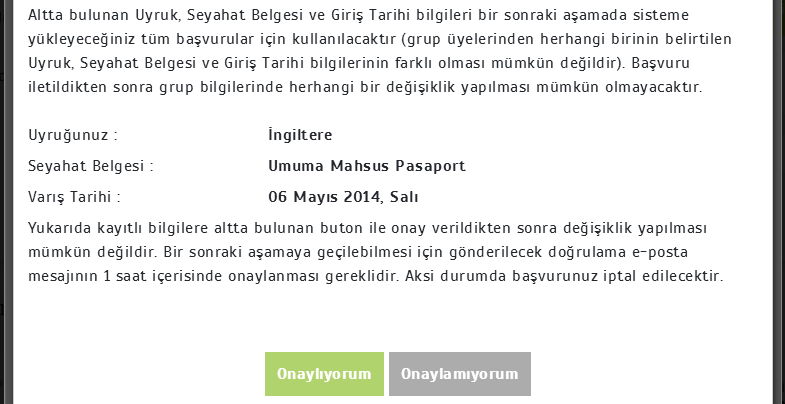 Altta bulunan Uyruk, Seyahat Belgesi ve Giriş Tarihi bilgileri bir sonraki aşamada sisteme
yükleyeceğiniz tüm başvurular için kullanılacaktır (grup üyelerinden herhangi birinin belirtilen
Uyruk, Seyahat Belgesi ve Giriş Tarihi bilgilerinin farklı olması mümkün değildir). Başvuru
iletildikten sonra grup bilgilerinde herhangi bir değişiklik yapılması mümkün olmayacaktır.
Uyruğunuz : İngiltere
Seyahat Belgesi : Umuma Mahsus Pasaport
Varış Tarihi : 06 Mayıs 2014, Salı
Yukarıda kayıtlı bilgilere altta bulunan buton ile onay verildikten sonra değişiklik yapılması
mümkün değildir. Bir sonraki aşamaya geçilebilmesi için gönderilecek doğrulama e-posta
mesajının 1 saat içerisinde onaylanması gereklidir. Aksi durumda başvurunuz iptal edilecektir.
Onaylıyorum Onaylamıyorum